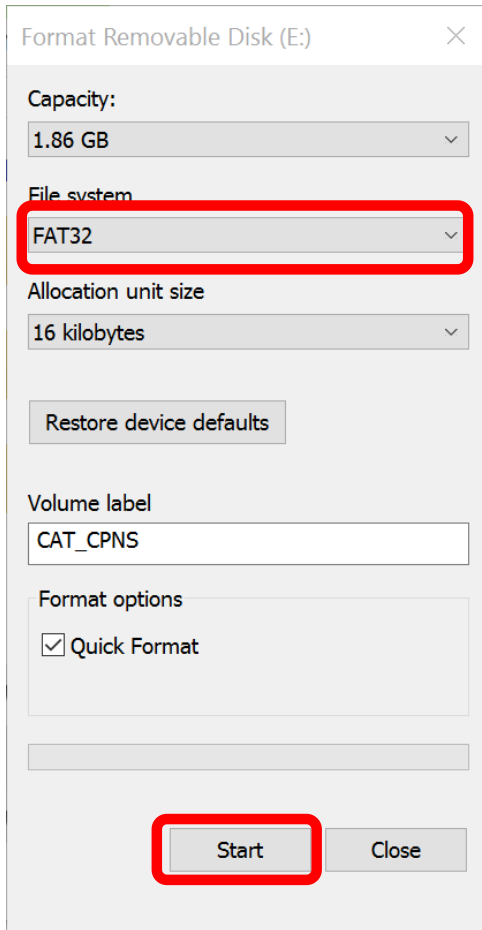 Format Removable Disk (E:)
Capacity:
1.86 GB
File system
FAT32
Allocation unit size
16 kilobytes
Restore device defaults
Volume label
CAT_CPNS
Format options
Quick Format
Start
Close